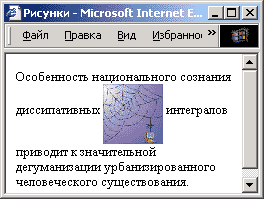 Рисунки - Microsoft Internet E...
Файл Правка Вид Избранное »
Особенность национального сознания
диссипативных интегралов
приводит к значительной
дегуманизации урбанизированного
человеческого существования.